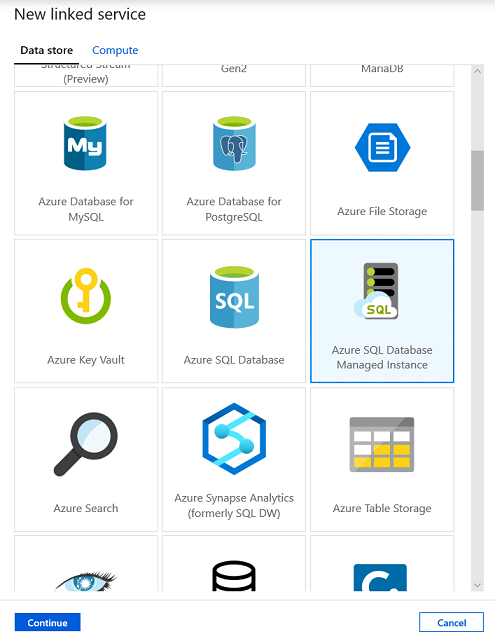 New linked service
Data store Compute
Structured Stream
(Preview)
Gen2
MariaDB
My
Azure Database for
MySQL
Azure Database for
PostgreSQL
Azure File Storage
SQL
SQL
Azure Key Vault
Azure SQL Database
Azure SQL Database
Managed Instance
Azure Search
Azure Synapse Analytics
(formerly SQL DW)
Azure Table Storage
C
Continue
Cancel